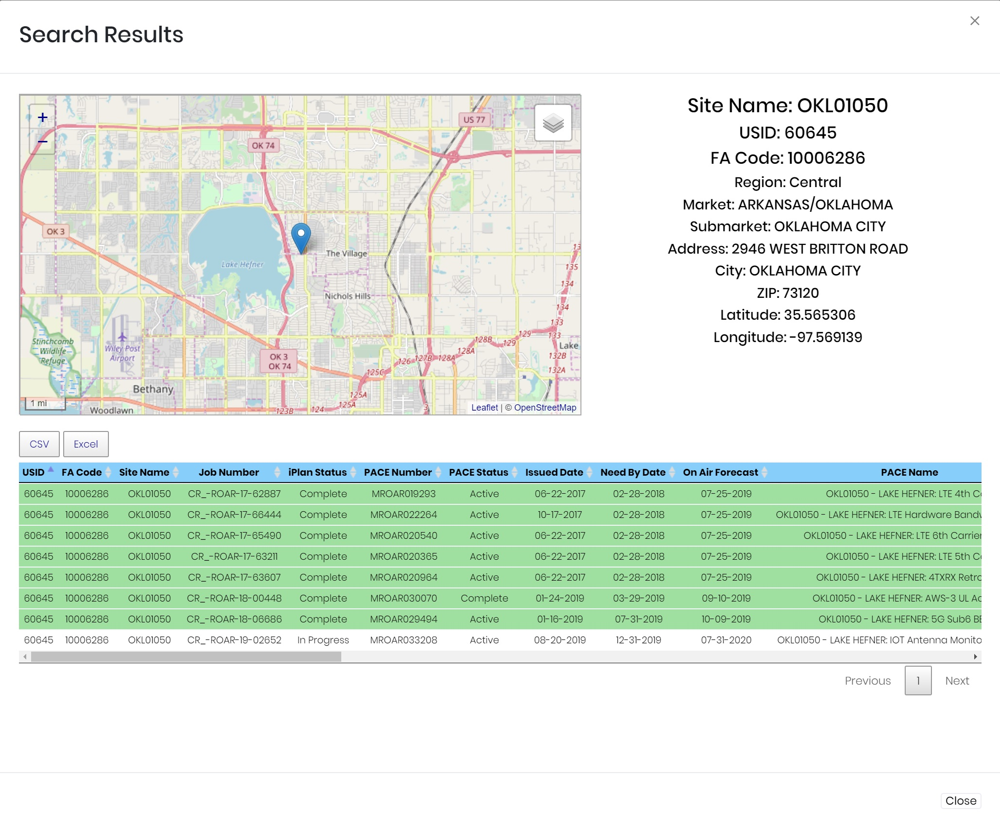 Search Results
×
+
−
US 77
OK 74
OK 3
The Village
Lake Hefner
Nichols Hills
Stinchcomb
Wildlife
Refuge
Wiley Post
Airport
OK 3
OK 74
Bethany
Woodlawn
Lake
13
135
134
134
133
133
132B
132A
129
129
128B
128A
128A
127B
126
125C
125A
125A
124
123B
3
1 mi
Leaflet | © OpenStreetMap
Site Name: OKL01050
USID: 60645
FA Code: 10006286
Region: Central
Market: ARKANSAS/OKLAHOMA
Submarket: OKLAHOMA CITY
Address: 2946 WEST BRITTON ROAD
City: OKLAHOMA CITY
ZIP: 73120
Latitude: 35.565306
Longitude: -97.569139
CSV Excel
USID FA Code Site Name Job Number iPlan Status PACE Number PACE Status Issued Date Need By Date On Air Forecast PACE Name
60645 10006286 OKL01050 CR_-ROAR-17-62887 Complete MROAR019293 Active 06-22-2017 02-28-2018 07-25-2019 OKL01050 - LAKE HEFNER: LTE 4th C
60645 10006286 OKL01050 CR_-ROAR-17-66444 Complete MROAR022264 Active 10-17-2017 02-28-2018 07-25-2019 OKL01050 - LAKE HEFNER: LTE Hardware Bandw
60645 10006286 OKL01050 CR_-ROAR-17-65490 Complete MROAR020540 Active 06-22-2017 02-28-2018 07-25-2019 OKL01050 - LAKE HEFNER: LTE 6th Carrier
60645 10006286 OKL01050 CR_-ROAR-17-63211 Complete MROAR020365 Active 06-22-2017 02-28-2018 07-25-2019 OKL01050 - LAKE HEFNER: LTE 5th C
60645 10006286 OKL01050 CR_-ROAR-17-63607 Complete MROAR020964 Active 06-22-2017 02-28-2018 07-25-2019 OKL01050 - LAKE HEFNER: 4TXRX Retro
60645 10006286 OKL01050 CR_-ROAR-18-00448 Complete MROAR030070 Complete 01-24-2019 03-29-2019 09-10-2019 OKL01050 - LAKE HEFNER: AWS-3 UL Ac
60645 10006286 OKL01050 CR_-ROAR-18-06686 Complete MROAR029494 Active 01-16-2019 07-31-2019 10-09-2019 OKL01050 - LAKE HEFNER: 5G Sub6 BB
60645 10006286 OKL01050 CR_-ROAR-19-02652 In Progress MROAR033208 Active 08-20-2019 12-31-2019 07-31-2020 OKL01050 - LAKE HEFNER: IOT Antenna Monito
Previous 1 Next
Close